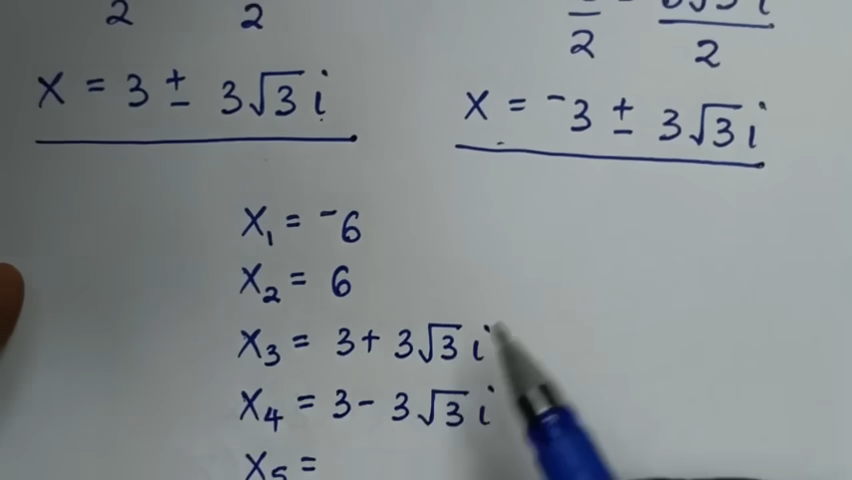 2 2
X = 3 ± 3√3 i
2 2
X = ⁻3 ± 3√3 i
X₁ = ⁻6
X₂ = 6
X₃ = 3 + 3√3 i
X₄ = 3 - 3√3 i
X₅ =